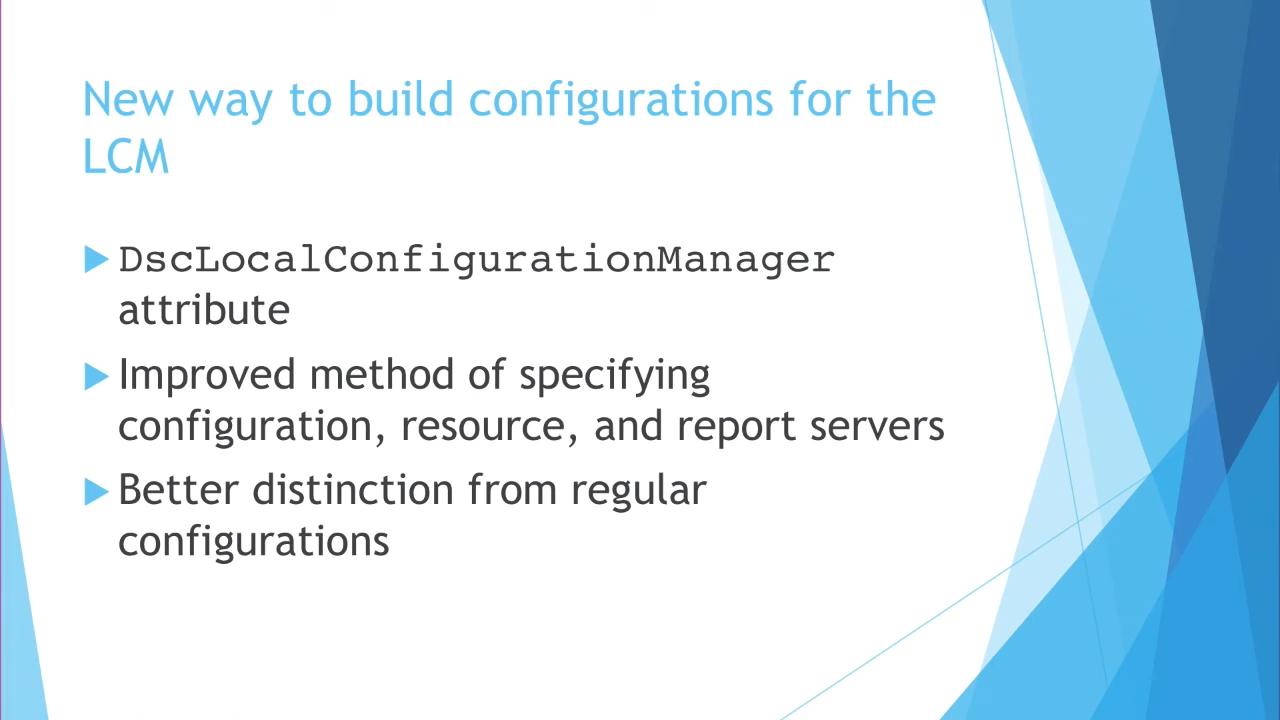 New way to build configurations for the
LCM
DscLocalConfigurationManager
attribute
Improved method of specifying
configuration, resource, and report servers
Better distinction from regular
configurations